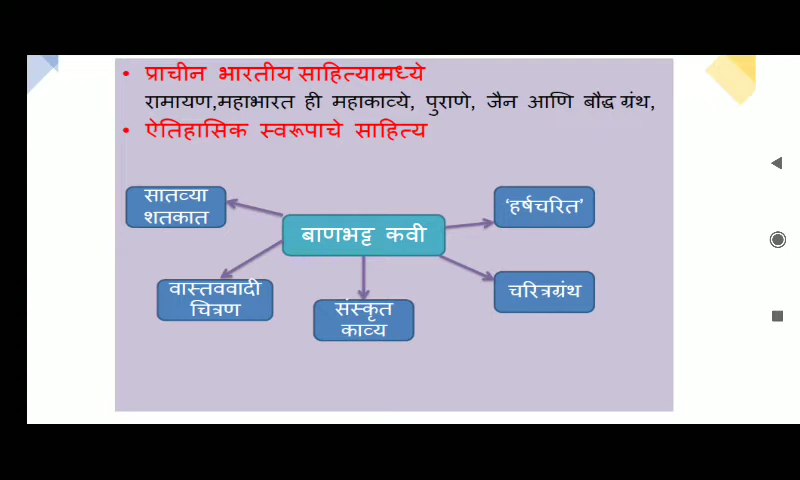 प्राचीन भारतीय साहित्यामध्ये
रामायण,महाभारत ही महाकाव्ये, पुराणे, जैन आणि बौद्ध ग्रंथ,
ऐतिहासिक स्वरूपाचे साहित्य
सातव्या
शतकात
'हर्षचरित'
बाणभट्ट कवी
वास्तववादी
चित्रण
चरित्रग्रंथ
संस्कृत
काव्य